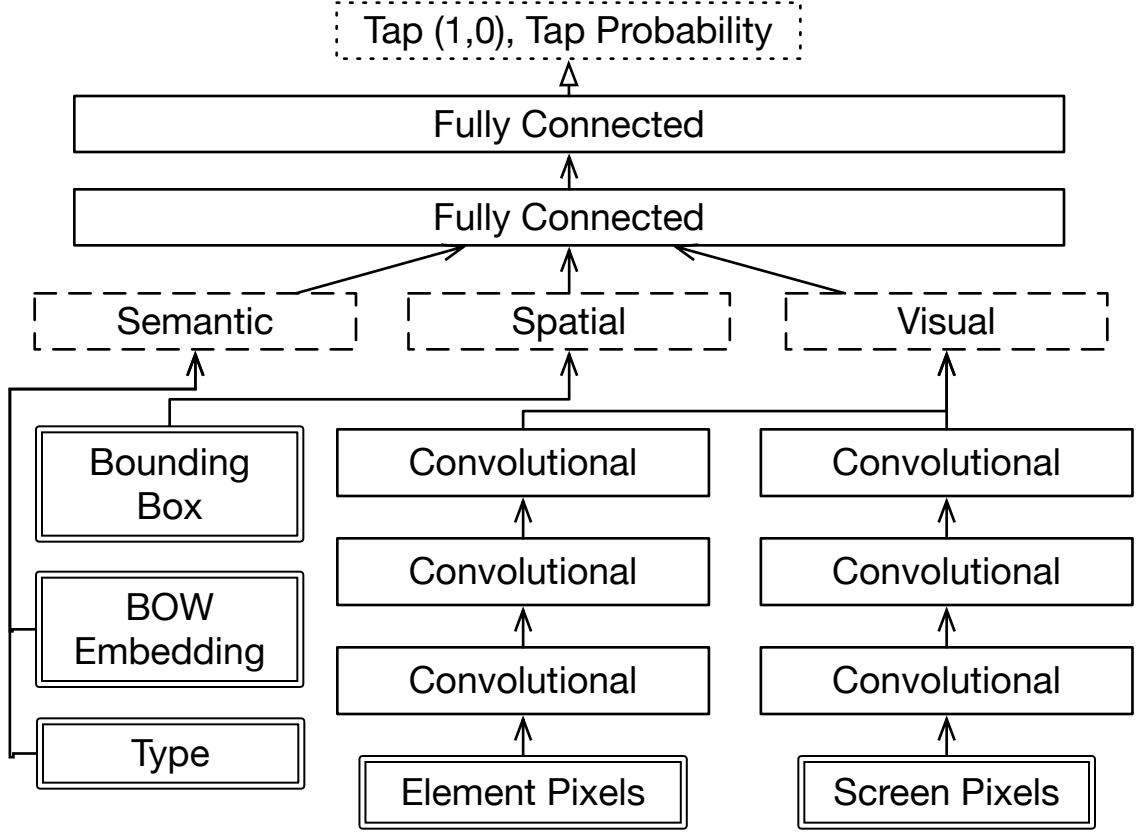 Tap (1,0), Tap Probability
Fully Connected
Fully Connected
Semantic
Spatial
Visual
Bounding
Box
Convolutional
Convolutional
BOW
Embedding
Convolutional
Convolutional
Convolutional
Convolutional
Type
Element Pixels
Screen Pixels